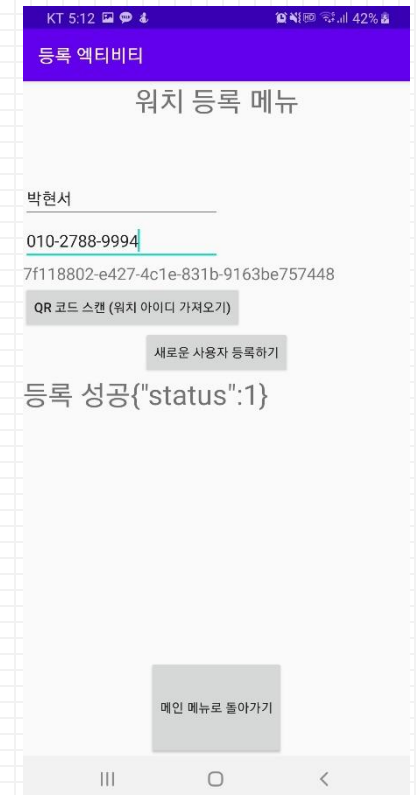 KT 5:12 42%
등록 엑티비티
워치 등록 메뉴
박현서
010-2788-9994
7f118802-e427-4c1e-831b-9163be757448
QR 코드 스캔 (워치 아이디 가져오기)
새로운 사용자 등록하기
등록 성공{"status":1}
메인 메뉴로 돌아가기